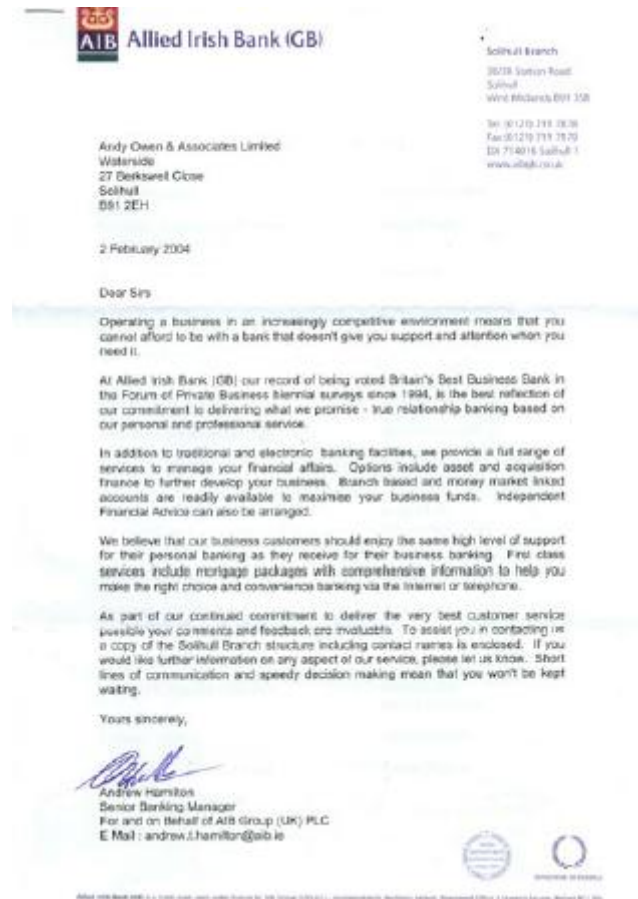 AIB Allied Irish Bank (GB)
Solihull Branch
Solihull
West Midlands B91
Andy Owen & Associates Limited
Waterside
27 Berkswell Close
Solihull
B91 2EH
2 February 2004
Dear Sirs
Operating a business in an increasingly competitive environment means that you
cannot afford to be with a bank that doesn't give you support and attention when you
need it.
At Allied Irish Bank (GB) our record of being voted Britain's Best Business Bank in
the Forum of Private Business biennial surveys since 1994, is the best reflection of
our commitment to delivering what we promise - true relationship banking based on
our personal and professional service.
In addition to traditional and electronic banking facilities, we provide a full range of
services to manage your financial affairs. Options include asset and acquisition
finance to further develop your business. Branch based and money market linked
accounts are readily available to maximise your business funds. Independent
Financial Advice can also be arranged.
We believe that our business customers should enjoy the same high level of support
for their personal banking as they receive for their business banking. First class
services include mortgage packages with comprehensive information to help you
make the right choice and convenience banking via the Internet or telephone.
As part of our continued commitment to deliver the very best customer service
possible your comments and feedback are invaluable. To assist you in contacting us
a copy of the Solihull Branch structure including contact names is enclosed. If you
would like further information on any aspect of our service, please let us know. Short
lines of communication and speedy decision making mean that you won't be kept
waiting.
Yours sincerely,
Andrew Hamilton
Senior Banking Manager
For and on Behalf of AIB Group (UK) PLC
E Mail : andrew.l.hamilton@aib.ie